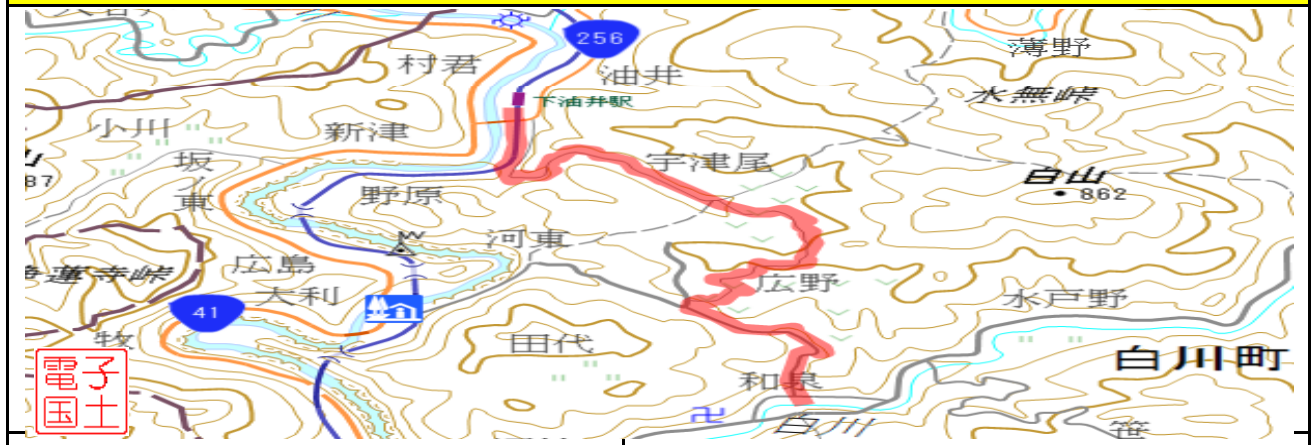 256
薄野
村君
油井
水無峠
下油井駅
小川
新津
山
宇津尾
坂ノ東
87
白山
862
野原
河東
広島
蓮寺峠
広野
大利
水戸野
41
牧
田代
白川町
電子
国土
和泉
白川
笹